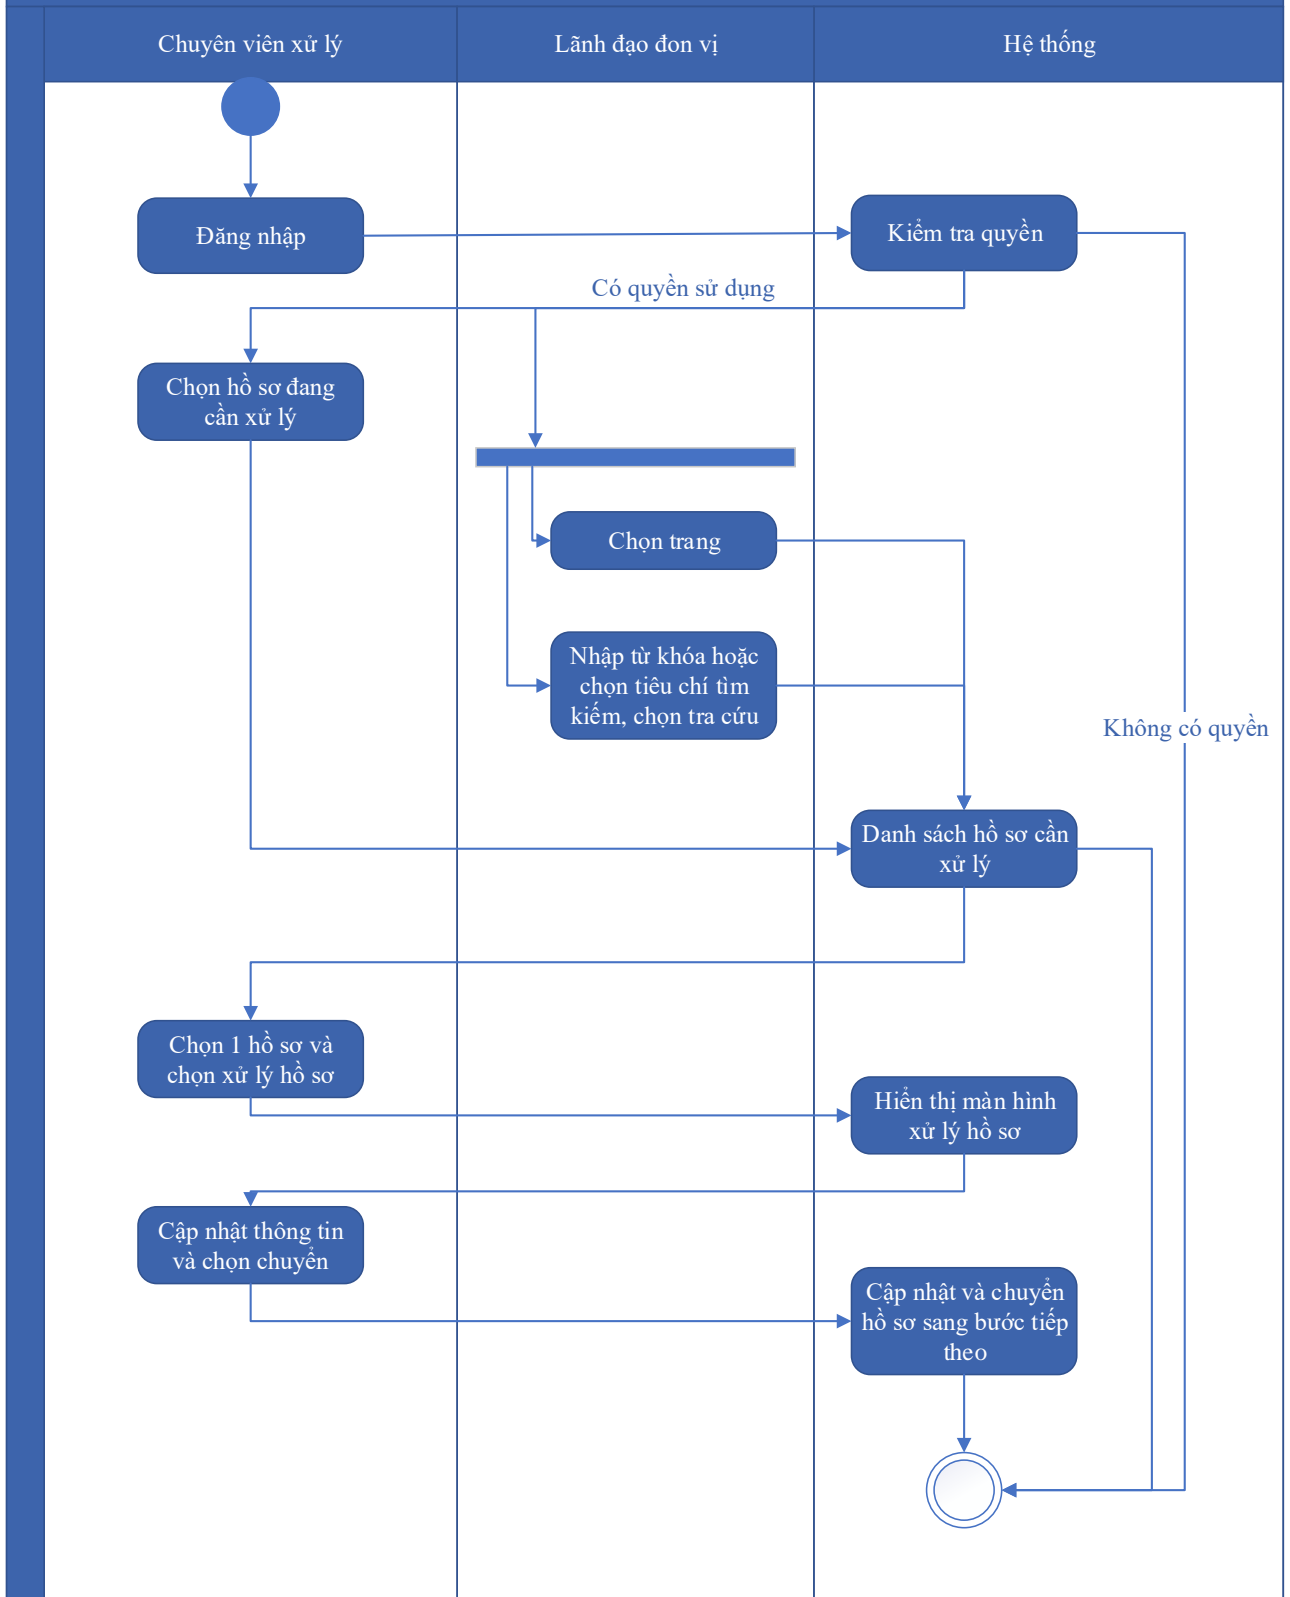 Chuyên viên xử lý
Lãnh đạo đon vị
Hệ thống
Đăng nhập
Kiểm tra quyền
Có quyền sử dụng
Chọn hồ sơ đang
cần xử lý
Chọn trang
Nhập từ khóa hoặc
chọn tiêu chí tìm
kiếm, chọn tra cứu
Không có quyền
Danh sách hồ sơ cần
xử lý
Chọn 1 hồ sơ và
chọn xử lý hồ sơ
Hiển thị màn hình
xử lý hồ sơ
Cập nhật thông tin
và chọn chuyển
Cập nhật và chuyển
hồ sơ sang bước tiếp
theo